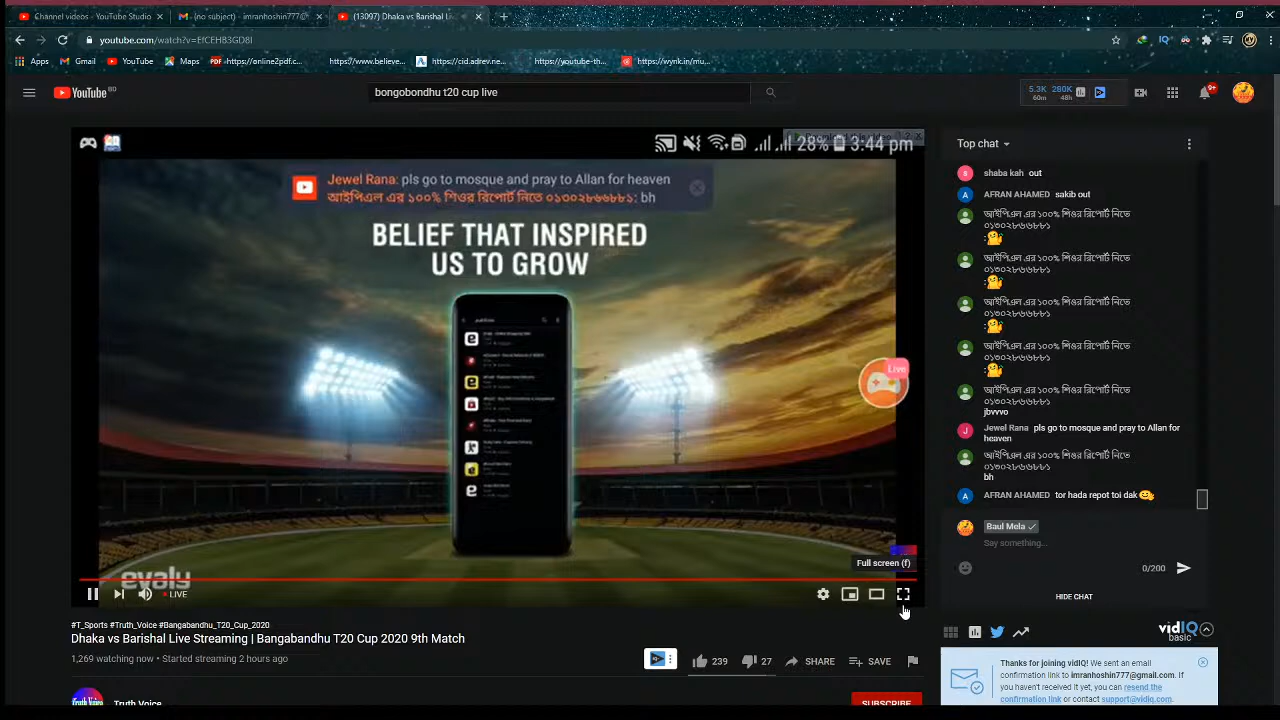 Channel videos - YouTube Studio
(no subject) - imranhoshin777@
(13097) Dhaka vs Barishal Li
youtube.com/watch?v=EfCEHB3GD8I
Apps
Gmail
YouTube
Maps
https://online2pdf.c...
https://www.believe...
https://cid.adrev.ne...
https://youtube-th...
https://wynk.in/mu...
YouTube BD
bongobondhu t20 cup live
5.3K 60m
280K 48h
9+
28% 3:44 pm
Jewel Rana: pls go to mosque and pray to Allan for heaven
আইপিএল এর ১০০% শিওর রিপোর্ট নিতে ০১৩০২৮৬৬৮৮১: bh
BELIEF THAT INSPIRED
US TO GROW
Live
evaly
Full screen (f)
LIVE
#T_Sports #Truth_Voice #Bangabandhu_T20_Cup_2020
Dhaka vs Barishal Live Streaming|| Bangabandhu T20 Cup 2020 9th Match
1,269 watching now • Started streaming 2 hours ago
239
27
SHARE
SAVE
Truth Voice
SUBSCRIBE
Top chat
shaba kah out
AFRAN AHAMED sakib out
আইপিএল এর ১০০% শিওর রিপোর্ট নিতে
০১৩০২৮৬৬৮৮১
আইপিএল এর ১০০% শিওর রিপোর্ট নিতে
০১৩০২৮৬৬৮৮১
আইপিএল এর ১০০% শিওর রিপোর্ট নিতে
০১৩০২৮৬৬৮৮১
আইপিএল এর ১০০% শিওর রিপোর্ট নিতে
০১৩০২৮৬৬৮৮১
আইপিএল এর ১০০% শিওর রিপোর্ট নিতে
০১৩০২৮৬৬৮৮১
jbvvvo
Jewel Rana pls go to mosque and pray to Allan for
heaven
আইপিএল এর ১০০% শিওর রিপোর্ট নিতে
০১৩০২৮৬৬৮৮১
bh
AFRAN AHAMED tor hada repot toi dak
Baul Mela
Say something...
0/200
HIDE CHAT
vidIQ
basic
Thanks for joining vidIQ! We sent an email
confirmation link to imranhoshin777@gmail.com. If
you haven't received it yet, you can resend the
confirmation link or contact support@vidiq.com.